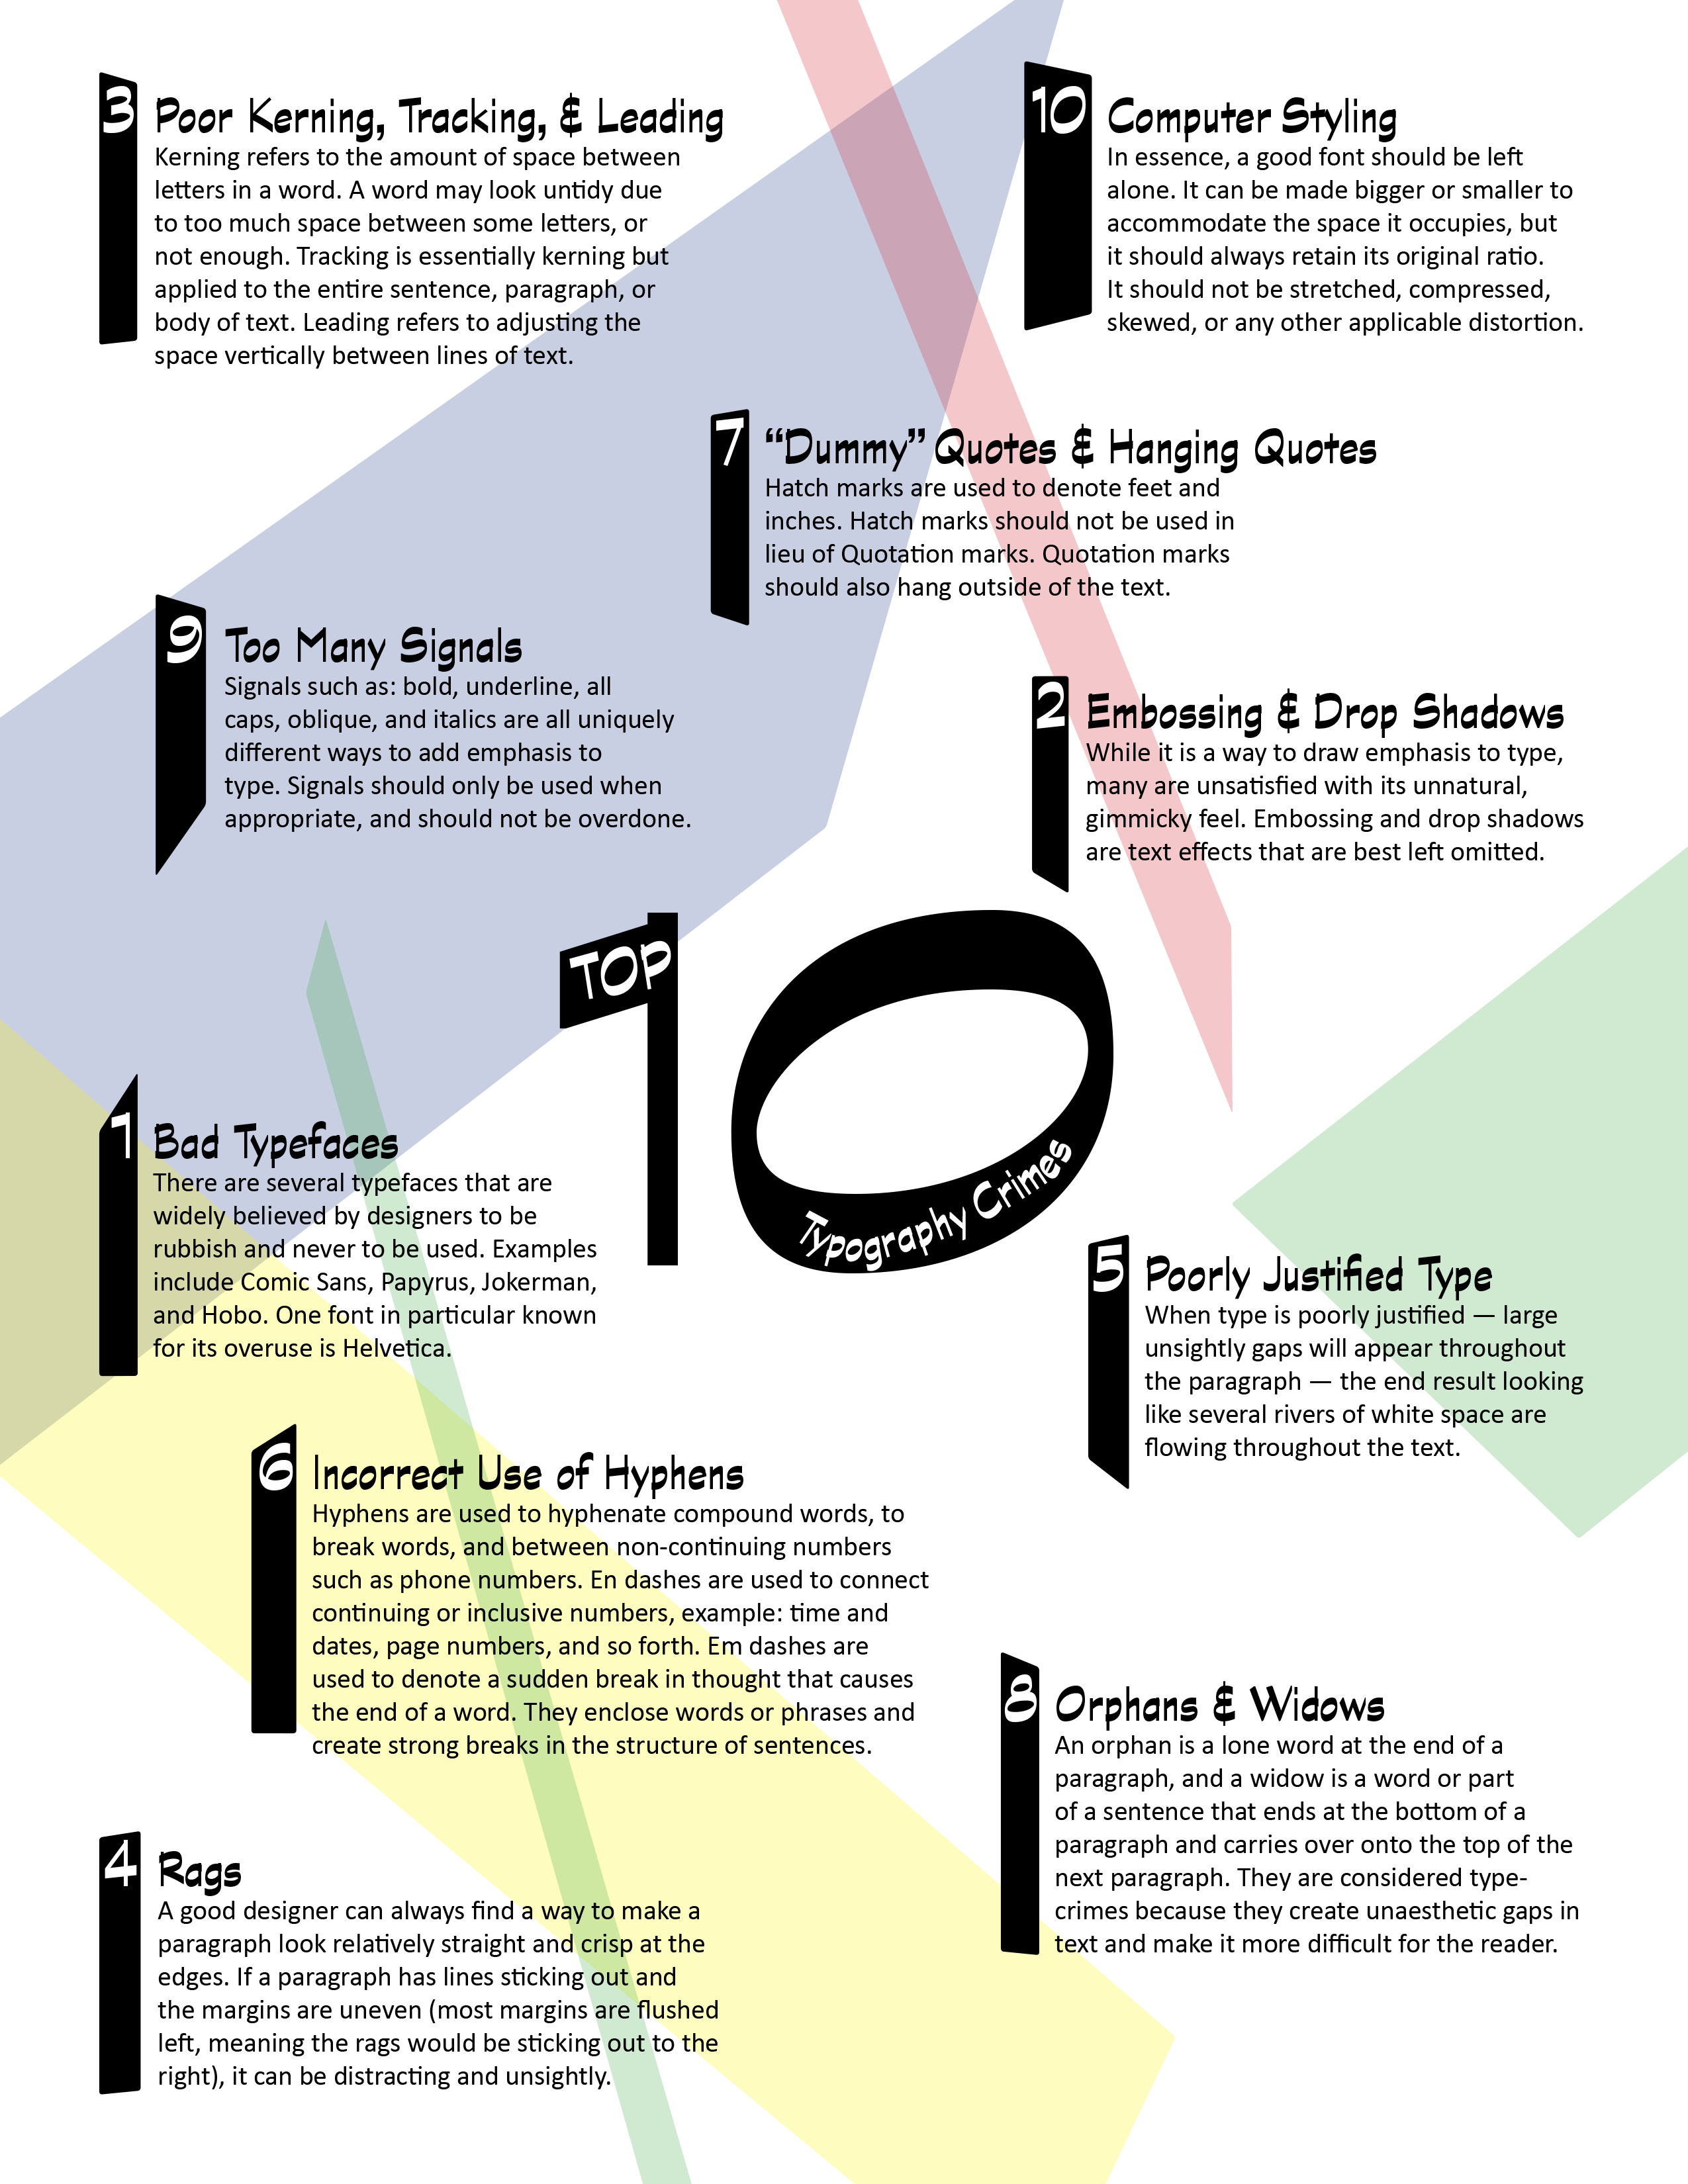 3
Poor Kerning, Tracking, & Leading
Kerning refers to the amount of space between
letters in a word. A word may look untidy due
to too much space between some letters, or
not enough. Tracking is essentially kerning but
applied to the entire sentence, paragraph, or
body of text. Leading refers to adjusting the
space vertically between lines of text.
10
Computer Styling
In essence, a good font should be left
alone. It can be made bigger or smaller to
accommodate the space it occupies, but
it should always retain its original ratio.
It should not be stretched, compressed,
skewed, or any other applicable distortion.
7
“Dummy” Quotes & Hanging Quotes
Hatch marks are used to denote feet and
inches. Hatch marks should not be used in
lieu of Quotation marks. Quotation marks
should also hang outside of the text.
9
Too Many Signals
Signals such as: bold, underline, all
caps, oblique, and italics are all uniquely
different ways to add emphasis to
type. Signals should only be used when
appropriate, and should not be overdone.
2
Embossing & Drop Shadows
While it is a way to draw emphasis to type,
many are unsatisfied with its unnatural,
gimmicky feel. Embossing and drop shadows
are text effects that are best left omitted.
TOP
10
Typography Crimes
1
Bad Typefaces
There are several typefaces that are
widely believed by designers to be
rubbish and never to be used. Examples
include Comic Sans, Papyrus, Jokerman,
and Hobo. One font in particular known
for its overuse is Helvetica.
5
Poorly Justified Type
When type is poorly justified — large
unsightly gaps will appear throughout
the paragraph — the end result looking
like several rivers of white space are
flowing throughout the text.
6
Incorrect Use of Hyphens
Hyphens are used to hyphenate compound words, to
break words, and between non-continuing numbers
such as phone numbers. En dashes are used to connect
continuing or inclusive numbers, example: time and
dates, page numbers, and so forth. Em dashes are
used to denote a sudden break in thought that causes
the end of a word. They enclose words or phrases and
create strong breaks in the structure of sentences.
8
Orphans & Widows
An orphan is a lone word at the end of a
paragraph, and a widow is a word or part
of a sentence that ends at the bottom of a
paragraph and carries over onto the top of the
next paragraph. They are considered type-
crimes because they create unaesthetic gaps in
text and make it more difficult for the reader.
4
Rags
A good designer can always find a way to make a
paragraph look relatively straight and crisp at the
edges. If a paragraph has lines sticking out and
the margins are uneven (most margins are flushed
left, meaning the rags would be sticking out to the
right), it can be distracting and unsightly.